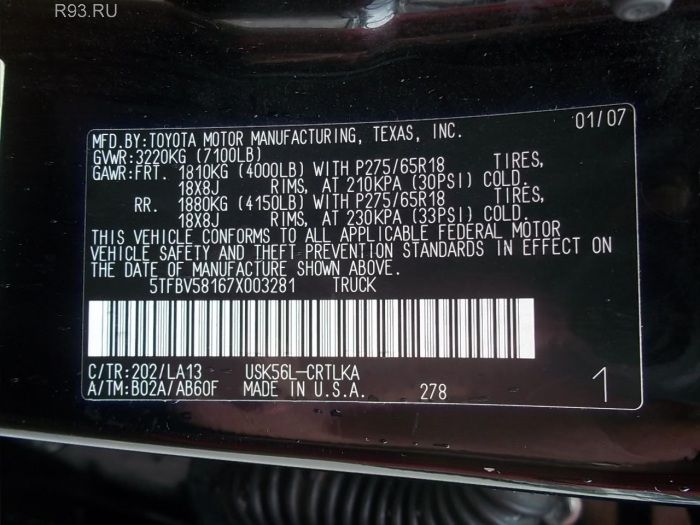 R93.RU
MFD.BY:TOYOTA MOTOR MANUFACTURING, TEXAS, INC. 01/07
GVWR:3220KG (7100LB)
GAWR:FRT. 1810KG (4000LB) WITH P275/65R18 TIRES,
18X8J RIMS, AT 210KPA (30PSI) COLD.
RR. 1880KG (4150LB) WITH P275/65R18 TIRES,
18X8J RIMS, AT 230KPA (33PSI) COLD.
THIS VEHICLE CONFORMS TO ALL APPLICABLE FEDERAL MOTOR
VEHICLE SAFETY AND THEFT PREVENTION STANDARDS IN EFFECT ON
THE DATE OF MANUFACTURE SHOWN ABOVE.
5TFBV58167X003281 TRUCK
C/TR:202/LA13 USK56L-CRTLKA
A/TM:B02A/AB60F MADE IN U.S.A. 278 1